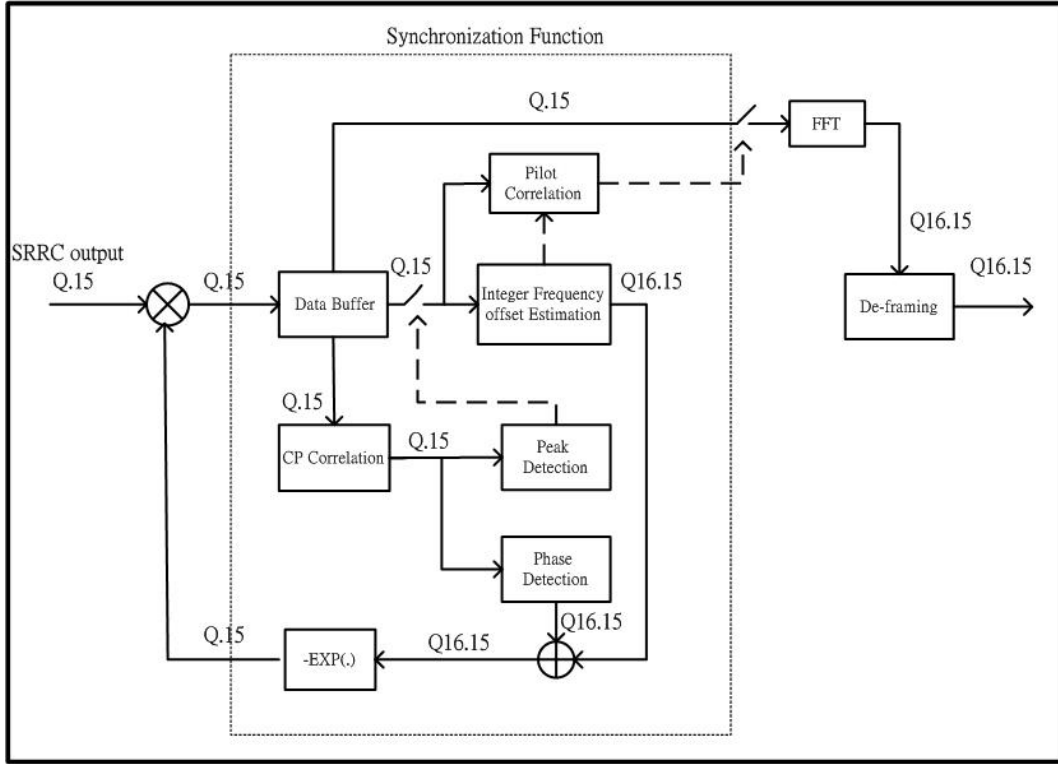 Synchronization Function
Q.15
FFT
Pilot
Correlation
Q16.15
SRRC output
Q.15
Q.15
Q.15
Q16.15
Q16.15
Data Buffer
Integer Frequency
offset Estimation
De-framing
Q.15
CP Correlation
Q.15
Peak
Detection
Phase
Detection
Q.15
Q16.15
Q16.15
-EXP(.)